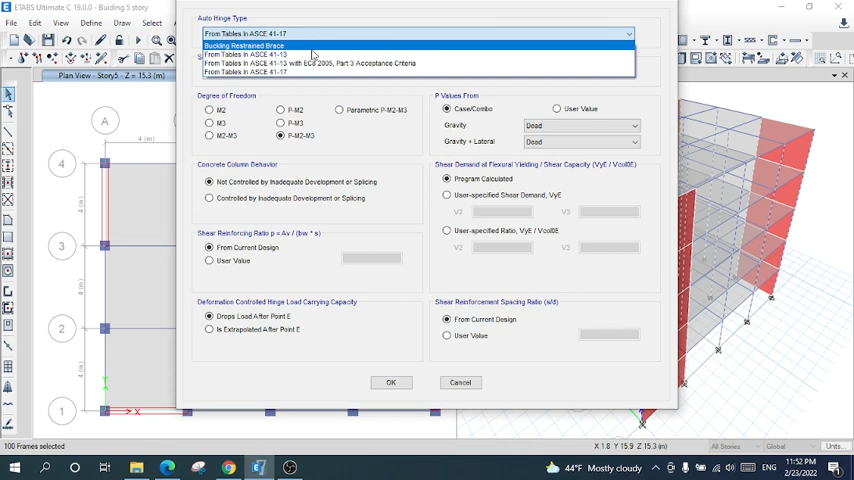 ETABS Ultimate C 19.0.0 - Buiding 5 story
File Edit View Define Draw Select
Auto Hinge Type
From Tables In ASCE 41-17
Buckling Restrained Brace
From Tables In ASCE 41-13
From Tables In ASCE 41-13 with EC8 2005, Part 3 Acceptance Criteria
From Tables In ASCE 41-17
Plan View - Story5 - Z = 15.3 (m)
Degree of Freedom
M2 P-M2 Parametric P-M2-M3
M3 P-M3
M2-M3 P-M2-M3
P Values From
Case/Combo User Value
Gravity Dead
Gravity + Lateral Dead
Concrete Column Behavior
Not Controlled by Inadequate Development or Splicing
Controlled by Inadequate Development or Splicing
Shear Demand at Flexural Yielding / Shear Capacity (VyE / VcolOE)
Program Calculated
User-specified Shear Demand, VyE
V2 V3
User-specified Ratio, VyE / VcolOE
V2 V3
Shear Reinforcing Ratio p = Av / (bw * s)
From Current Design
User Value
Deformation Controlled Hinge Load Carrying Capacity
Drops Load After Point E
Is Extrapolated After Point E
Shear Reinforcement Spacing Ratio (s/d)
From Current Design
User Value
OK Cancel
A
4 (m)
4
4 (m)
3
4 (m)
2
4 (m)
1
Y
X
100 Frames selected
X 1.8 Y 15.9 Z 15.3 (m)
All Stories Global Units...
44°F Mostly cloudy
ENG
11:52 PM
2/23/2022